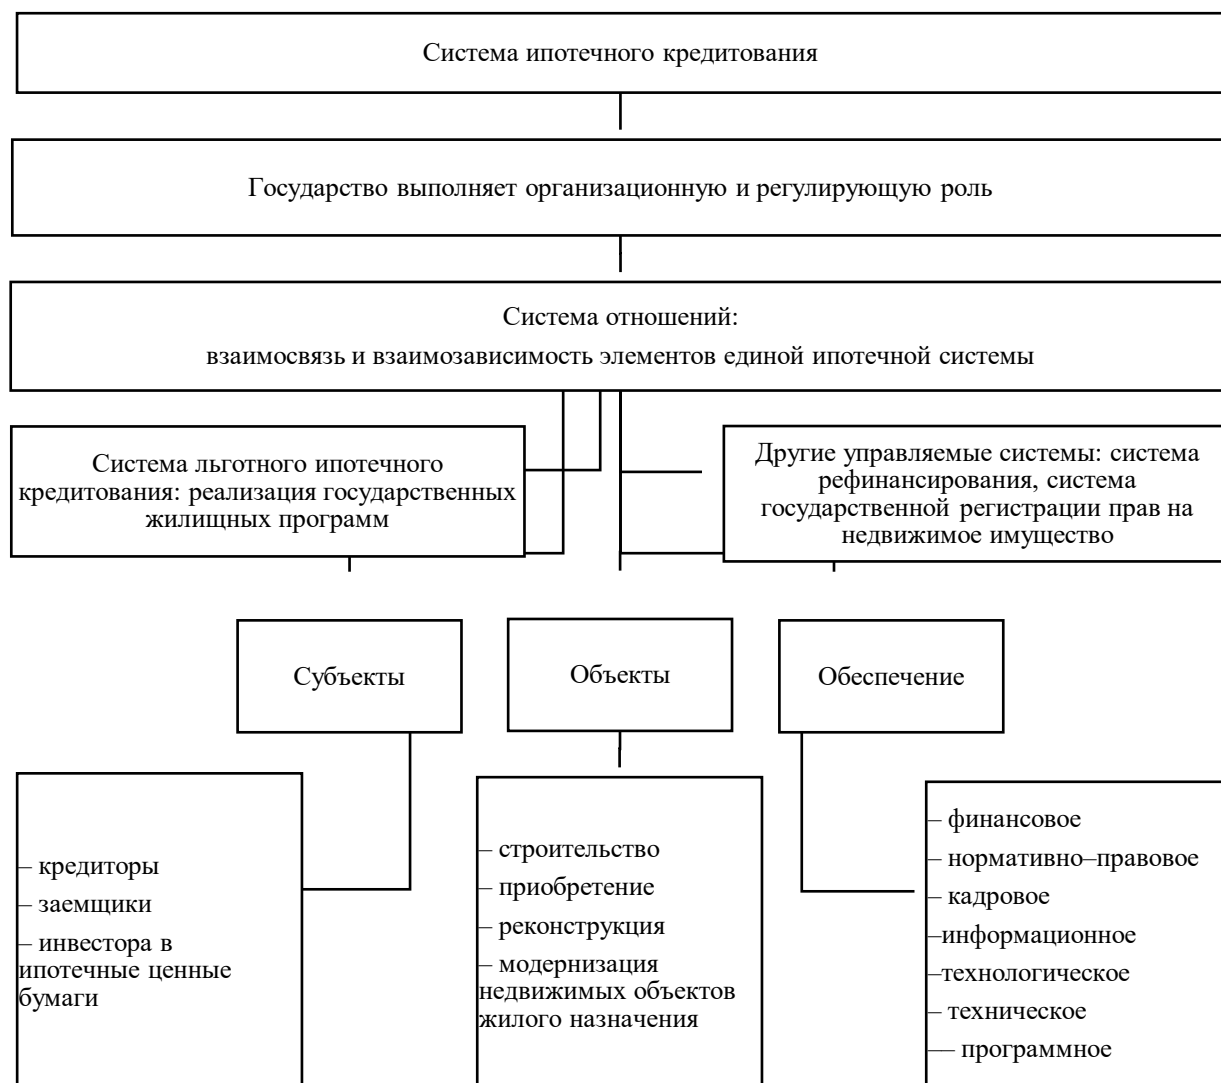 Система ипотечного кредитования
Государство выполняет организационную и регулирующую роль
Система отношений:
взаимосвязь и взаимозависимость элементов единой ипотечной системы
Система льготного ипотечного
кредитования: реализация государственных
жилищных программ
Другие управляемые системы: система
рефинансирования, система
государственной регистрации прав на
недвижимое имущество
Субъекты
Объекты
Обеспечение
– кредиторы
– заемщики
– инвестора в
ипотечные ценные
бумаги
– строительство
– приобретение
– реконструкция
– модернизация
недвижимых объектов
жилого назначения
– финансовое
– нормативно–правовое
– кадровое
–информационное
–технологическое
– техническое
–– программное